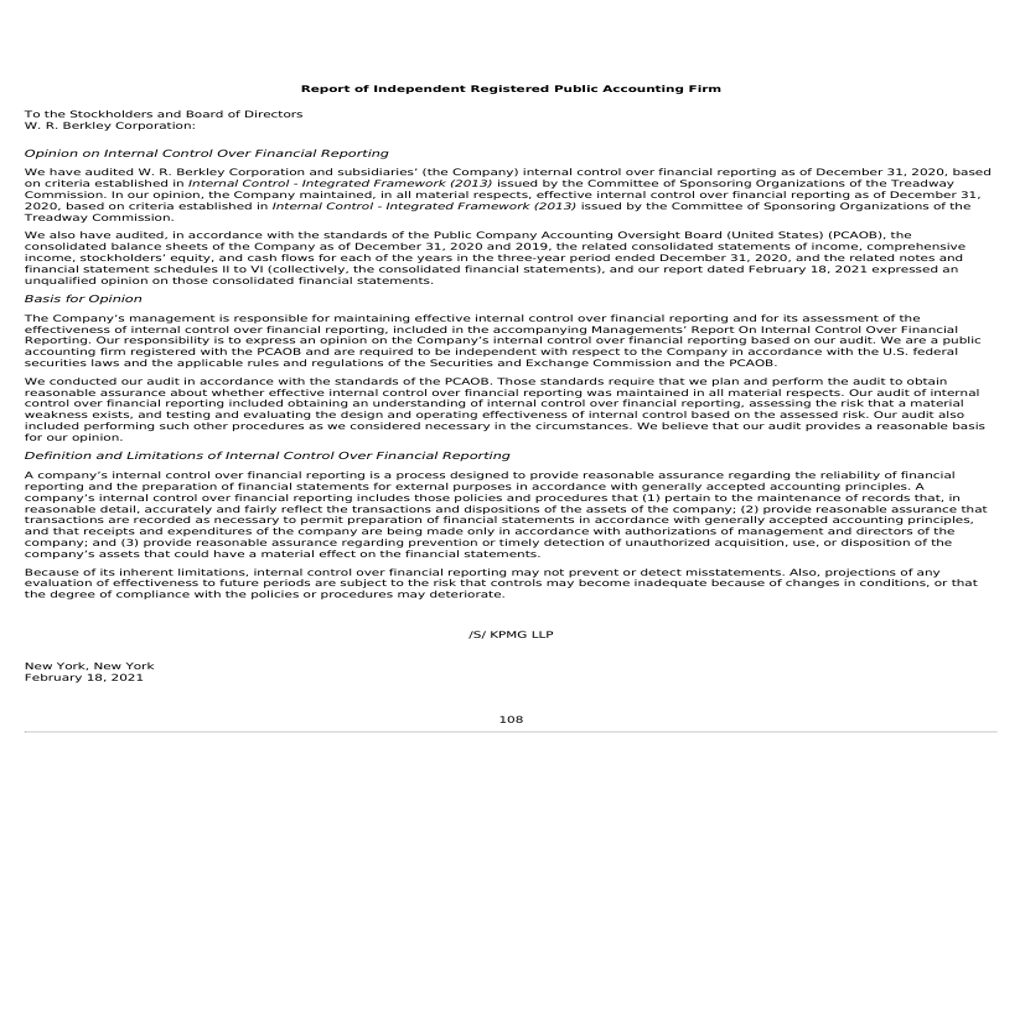 Report of Independent Registered Public Accounting Firm
To the Stockholders and Board of Directors
W. R. Berkley Corporation:
Opinion on Internal Control Over Financial Reporting
We have audited W. R. Berkley Corporation and subsidiaries’ (the Company) internal control over financial reporting as of December 31, 2020, based
on criteria established in Internal Control - Integrated Framework (2013) issued by the Committee of Sponsoring Organizations of the Treadway
Commission. In our opinion, the Company maintained, in all material respects, effective internal control over financial reporting as of December 31,
2020, based on criteria established in Internal Control - Integrated Framework (2013) issued by the Committee of Sponsoring Organizations of the
Treadway Commission.
We also have audited, in accordance with the standards of the Public Company Accounting Oversight Board (United States) (PCAOB), the
consolidated balance sheets of the Company as of December 31, 2020 and 2019, the related consolidated statements of income, comprehensive
income, stockholders’ equity, and cash flows for each of the years in the three-year period ended December 31, 2020, and the related notes and
financial statement schedules II to VI (collectively, the consolidated financial statements), and our report dated February 18, 2021 expressed an
unqualified opinion on those consolidated financial statements.
Basis for Opinion
The Company’s management is responsible for maintaining effective internal control over financial reporting and for its assessment of the
effectiveness of internal control over financial reporting, included in the accompanying Managements’ Report On Internal Control Over Financial
Reporting. Our responsibility is to express an opinion on the Company’s internal control over financial reporting based on our audit. We are a public
accounting firm registered with the PCAOB and are required to be independent with respect to the Company in accordance with the U.S. federal
securities laws and the applicable rules and regulations of the Securities and Exchange Commission and the PCAOB.
We conducted our audit in accordance with the standards of the PCAOB. Those standards require that we plan and perform the audit to obtain
reasonable assurance about whether effective internal control over financial reporting was maintained in all material respects. Our audit of internal
control over financial reporting included obtaining an understanding of internal control over financial reporting, assessing the risk that a material
weakness exists, and testing and evaluating the design and operating effectiveness of internal control based on the assessed risk. Our audit also
included performing such other procedures as we considered necessary in the circumstances. We believe that our audit provides a reasonable basis
for our opinion.
Definition and Limitations of Internal Control Over Financial Reporting
A company’s internal control over financial reporting is a process designed to provide reasonable assurance regarding the reliability of financial
reporting and the preparation of financial statements for external purposes in accordance with generally accepted accounting principles. A
company’s internal control over financial reporting includes those policies and procedures that (1) pertain to the maintenance of records that, in
reasonable detail, accurately and fairly reflect the transactions and dispositions of the assets of the company; (2) provide reasonable assurance that
transactions are recorded as necessary to permit preparation of financial statements in accordance with generally accepted accounting principles,
and that receipts and expenditures of the company are being made only in accordance with authorizations of management and directors of the
company; and (3) provide reasonable assurance regarding prevention or timely detection of unauthorized acquisition, use, or disposition of the
company’s assets that could have a material effect on the financial statements.
Because of its inherent limitations, internal control over financial reporting may not prevent or detect misstatements. Also, projections of any
evaluation of effectiveness to future periods are subject to the risk that controls may become inadequate because of changes in conditions, or that
the degree of compliance with the policies or procedures may deteriorate.
/S/ KPMG LLP
New York, New York
February 18, 2021
108